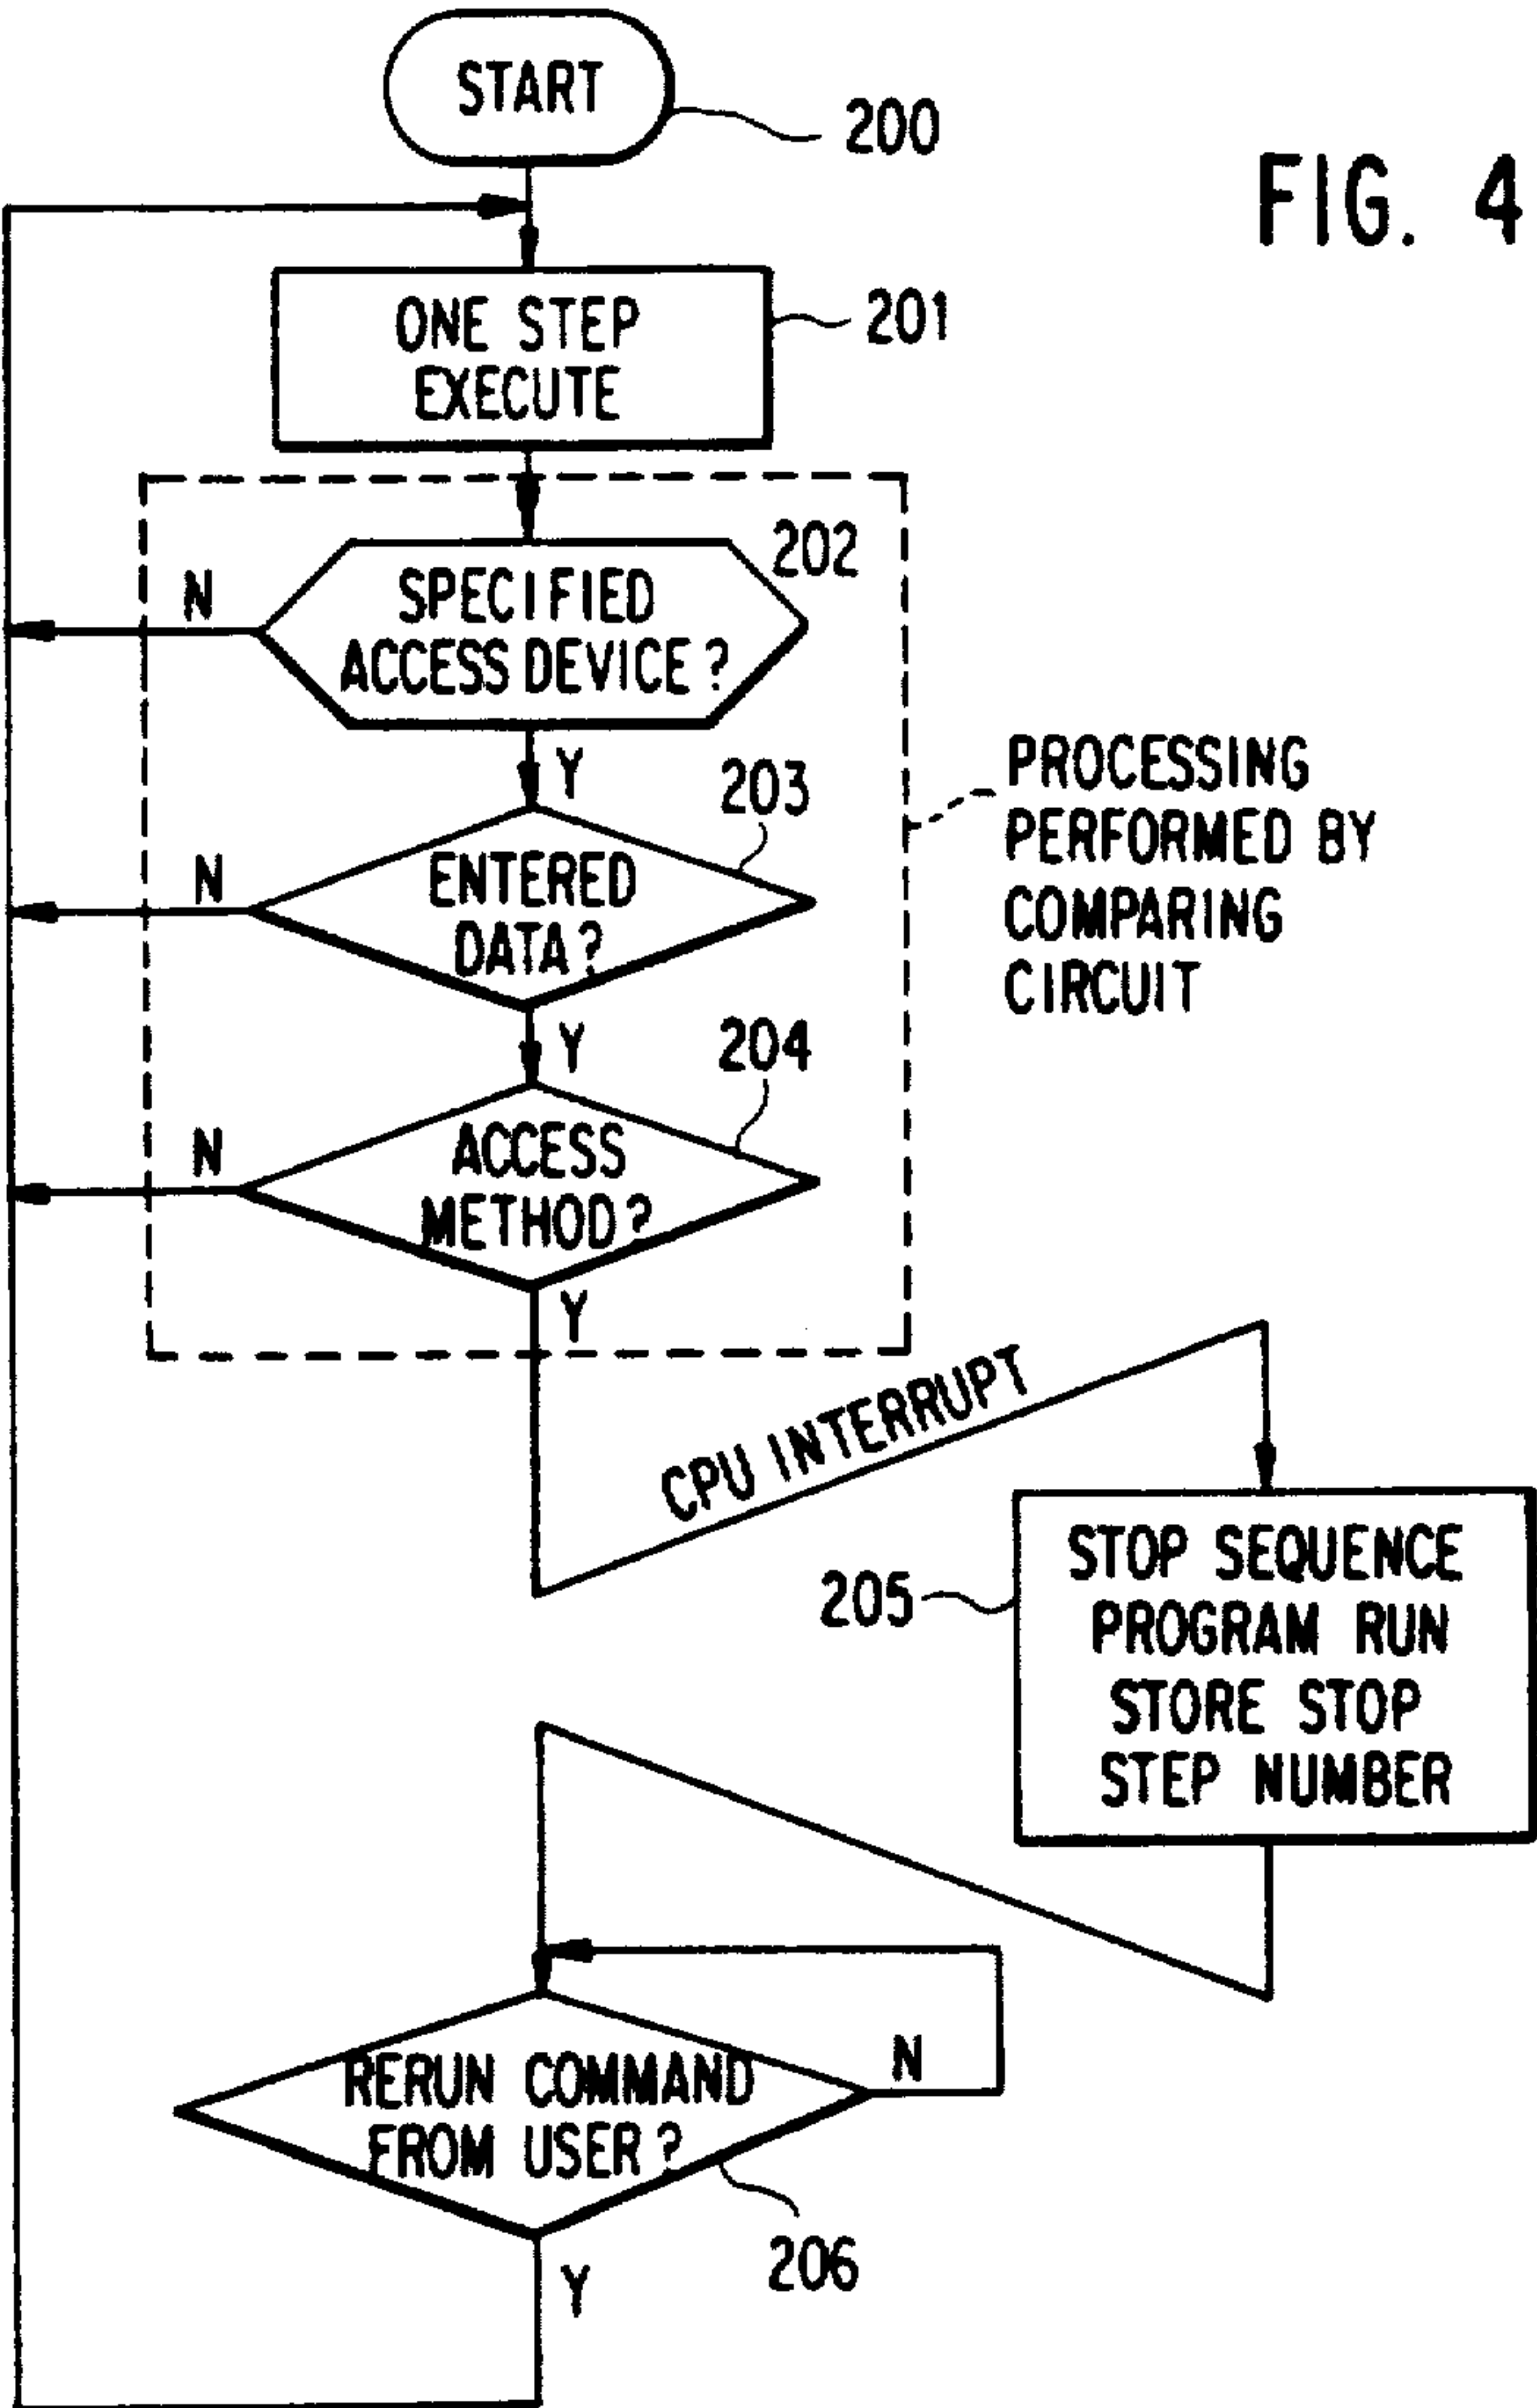 START
200
FIG. 4
ONE STEP
EXECUTE
201
202
N
SPECIFIED
ACCESS DEVICE?
Y
203
N
ENTERED
DATA?
PROCESSING
PERFORMED BY
COMPARING
CIRCUIT
Y
204
N
ACCESS
METHOD?
Y
CPU INTERRUPT
205
STOP SEQUENCE
PROGRAM RUN
STORE STOP
STEP NUMBER
N
RERUN COMMAND
FROM USER?
206
Y